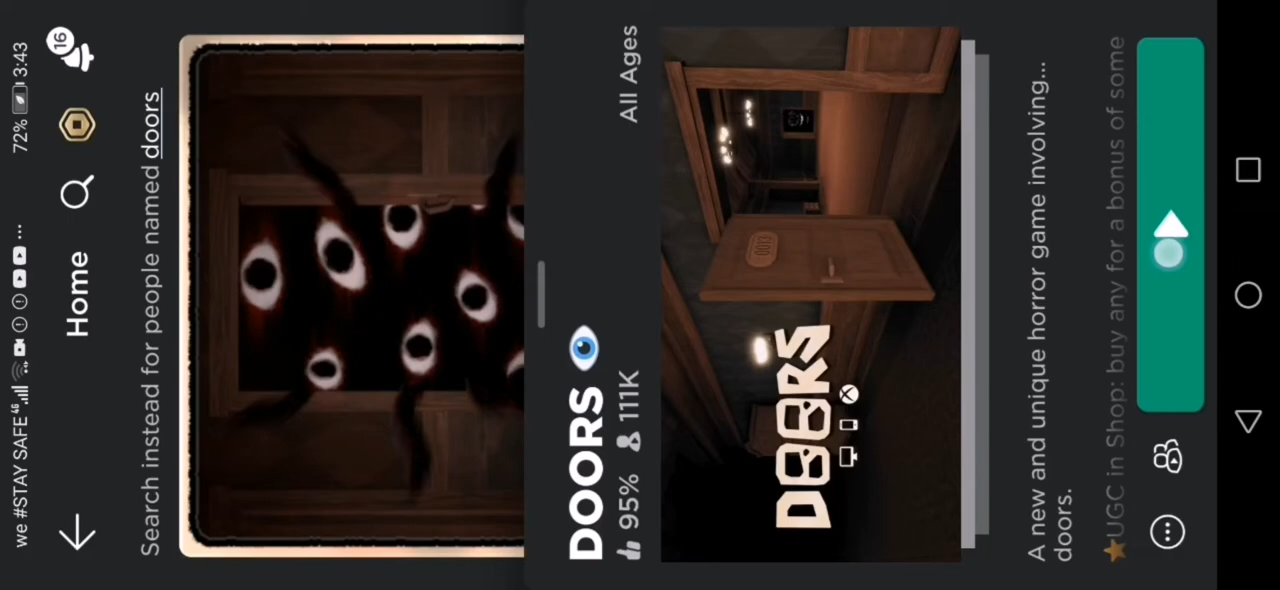 we #STAY SAFE 4G ... 72% 3:43
Home
16
Search instead for people named doors
DOORS
95% 111K
All Ages
DOORS
A new and unique horror game involving...
doors.
UGC in Shop: buy any for a bonus of some